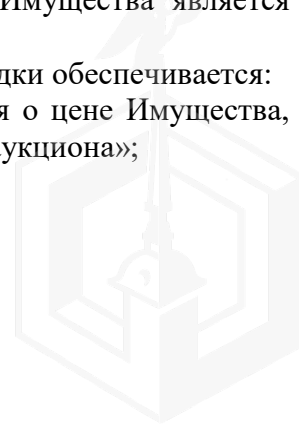 Имущества является
дки обеспечивается:
я о цене Имущества,
укциона»;